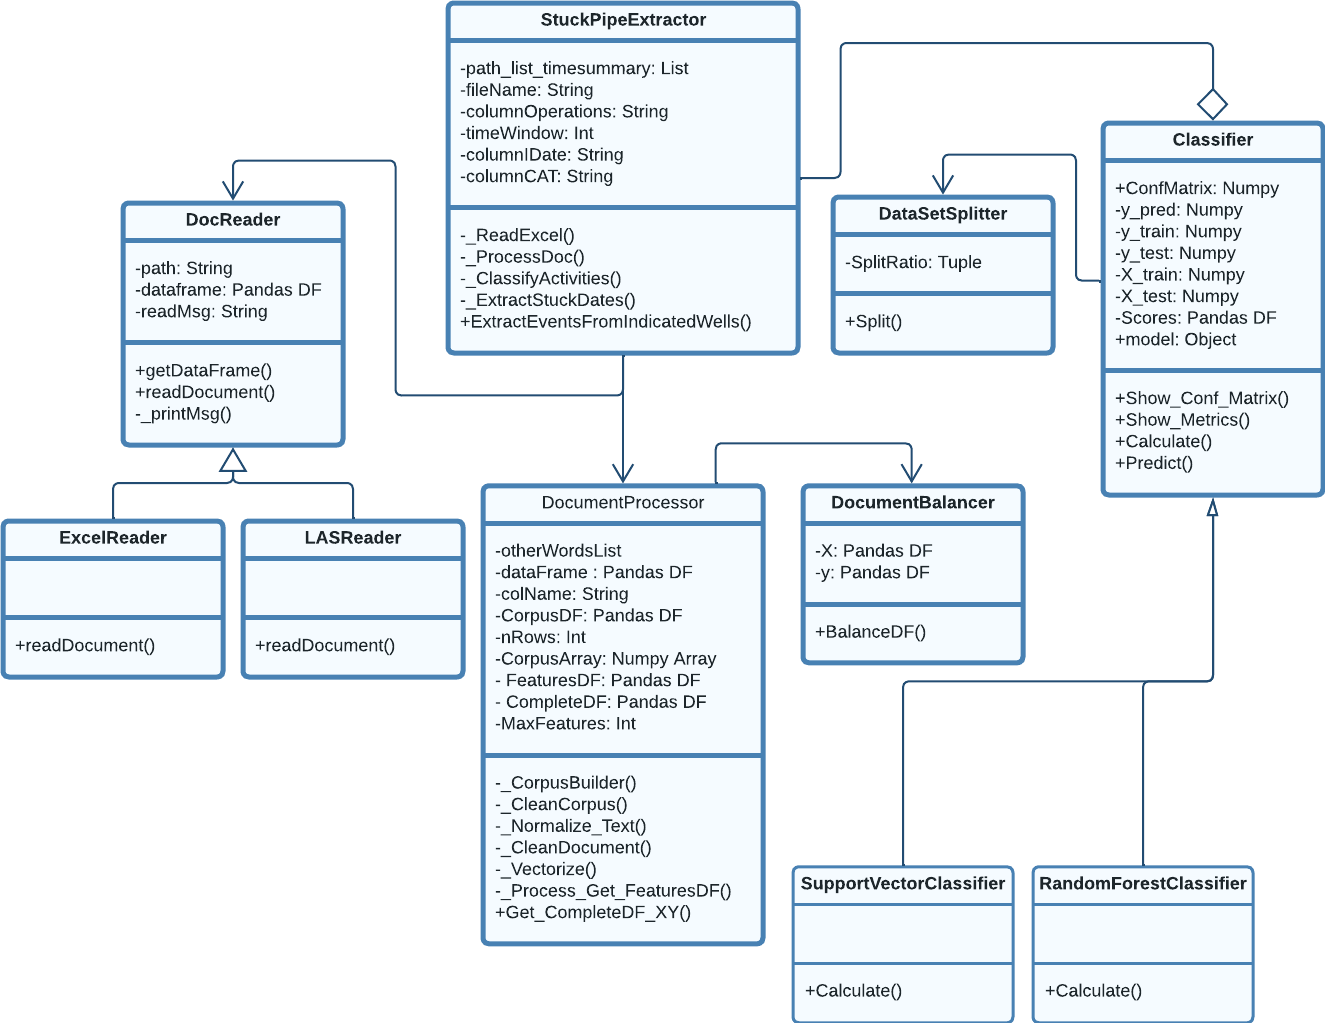 StuckPipeExtractor
-path_list_timesummary: List
-fileName: String
-columnOperations: String
-timeWindow: Int
-columnIDate: String
-columnCAT: String
-_ReadExcel()
-_ProcessDoc()
-_ClassifyActivities()
-_ExtractStuckDates()
+ExtractEventsFromIndicatedWells()
Classifier
+ConfMatrix: Numpy
-y_pred: Numpy
-y_train: Numpy
-y_test: Numpy
-X_train: Numpy
-X_test: Numpy
-Scores: Pandas DF
+model: Object
+Show_Conf_Matrix()
+Show_Metrics()
+Calculate()
+Predict()
DataSetSplitter
-SplitRatio: Tuple
+Split()
DocReader
-path: String
-dataframe: Pandas DF
-readMsg: String
+getDataFrame()
+readDocument()
-_printMsg()
ExcelReader
+readDocument()
LASReader
+readDocument()
DocumentProcessor
-otherWordsList
-dataFrame : Pandas DF
-colName: String
-CorpusDF: Pandas DF
-nRows: Int
-CorpusArray: Numpy Array
- FeaturesDF: Pandas DF
- CompleteDF: Pandas DF
-MaxFeatures: Int
-_CorpusBuilder()
-_CleanCorpus()
-_Normalize_Text()
-_CleanDocument()
-_Vectorize()
-_Process_Get_FeaturesDF()
+Get_CompleteDF_XY()
DocumentBalancer
-X: Pandas DF
-y: Pandas DF
+BalanceDF()
SupportVectorClassifier
+Calculate()
RandomForestClassifier
+Calculate()